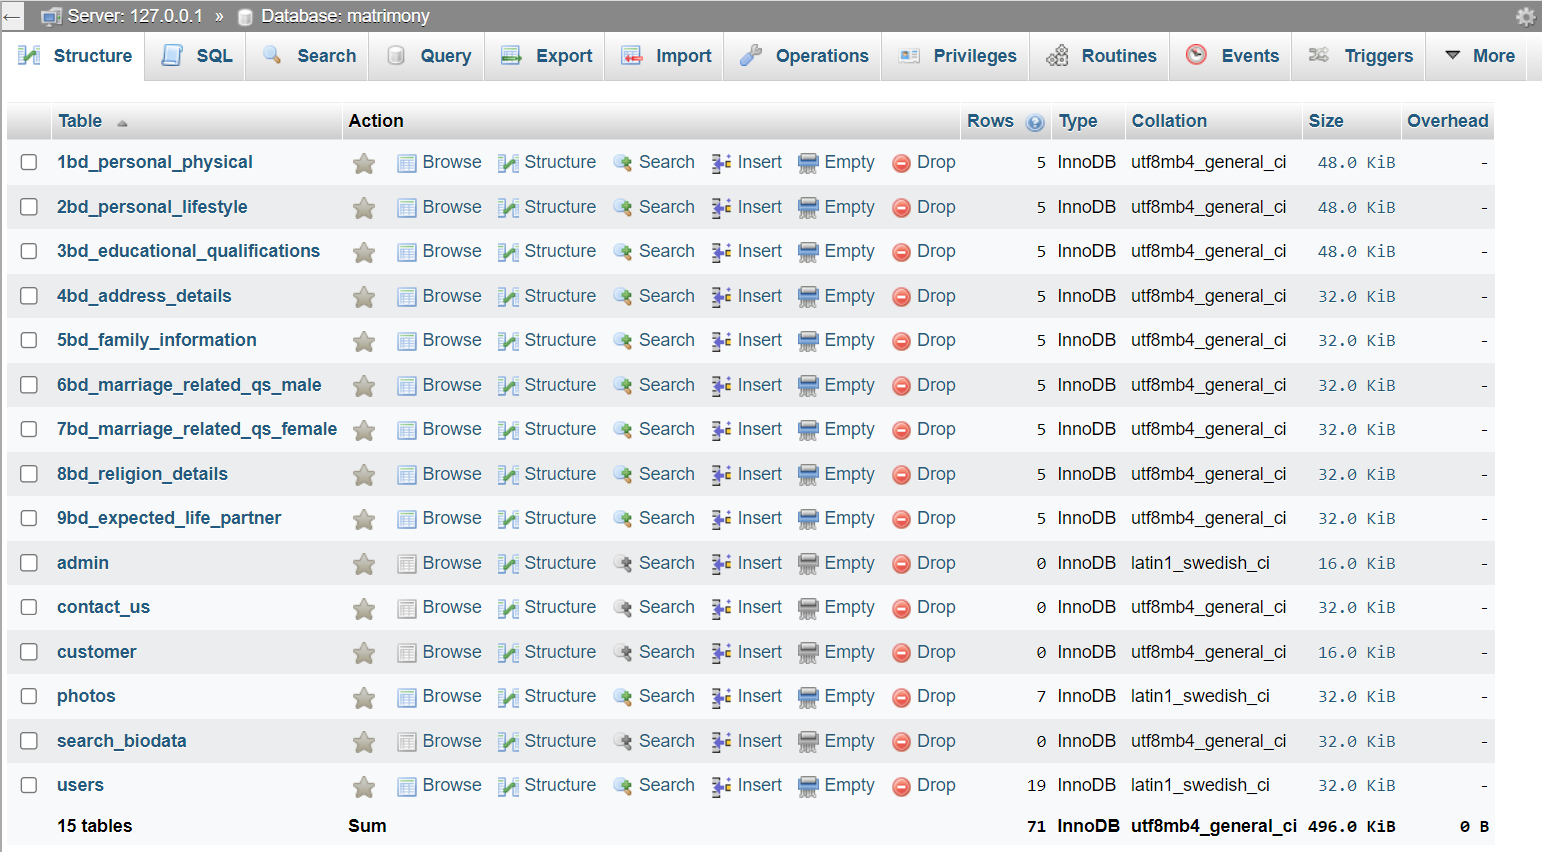 ← Server: 127.0.0.1 » Database: matrimony
Structure SQL Search Query Export Import Operations Privileges Routines Events Triggers More
Table Action Rows Type Collation Size Overhead
1bd_personal_physical Browse Structure Search Insert Empty Drop 5 InnoDB utf8mb4_general_ci 48.0 KiB -
2bd_personal_lifestyle Browse Structure Search Insert Empty Drop 5 InnoDB utf8mb4_general_ci 48.0 KiB -
3bd_educational_qualifications Browse Structure Search Insert Empty Drop 5 InnoDB utf8mb4_general_ci 48.0 KiB -
4bd_address_details Browse Structure Search Insert Empty Drop 5 InnoDB utf8mb4_general_ci 32.0 KiB -
5bd_family_information Browse Structure Search Insert Empty Drop 5 InnoDB utf8mb4_general_ci 32.0 KiB -
6bd_marriage_related_qs_male Browse Structure Search Insert Empty Drop 5 InnoDB utf8mb4_general_ci 32.0 KiB -
7bd_marriage_related_qs_female Browse Structure Search Insert Empty Drop 5 InnoDB utf8mb4_general_ci 32.0 KiB -
8bd_religion_details Browse Structure Search Insert Empty Drop 5 InnoDB utf8mb4_general_ci 32.0 KiB -
9bd_expected_life_partner Browse Structure Search Insert Empty Drop 5 InnoDB utf8mb4_general_ci 32.0 KiB -
admin Browse Structure Search Insert Empty Drop 0 InnoDB latin1_swedish_ci 16.0 KiB -
contact_us Browse Structure Search Insert Empty Drop 0 InnoDB utf8mb4_general_ci 32.0 KiB -
customer Browse Structure Search Insert Empty Drop 0 InnoDB utf8mb4_general_ci 16.0 KiB -
photos Browse Structure Search Insert Empty Drop 7 InnoDB latin1_swedish_ci 32.0 KiB -
search_biodata Browse Structure Search Insert Empty Drop 0 InnoDB utf8mb4_general_ci 32.0 KiB -
users Browse Structure Search Insert Empty Drop 19 InnoDB latin1_swedish_ci 32.0 KiB -
15 tables Sum 71 InnoDB utf8mb4_general_ci 496.0 KiB 0 B